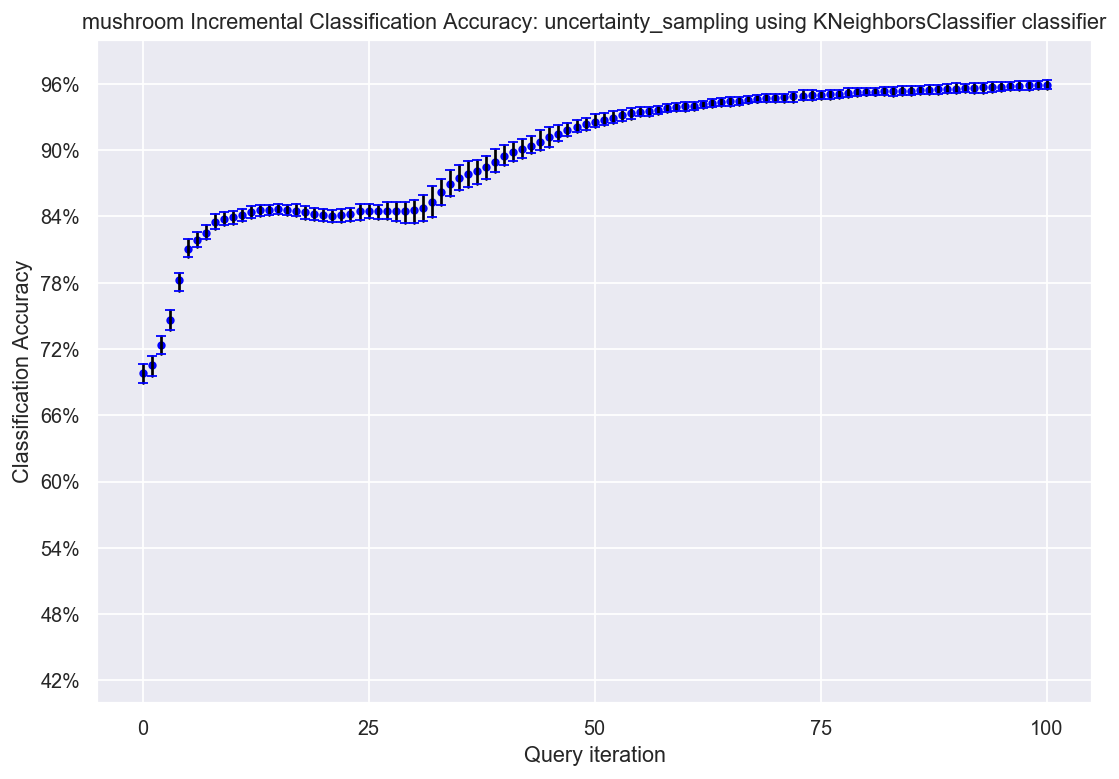 mushroom Incremental Classification Accuracy: uncertainty_sampling using KNeighborsClassifier classifier
96%
90%
84%
78%
72%
66%
60%
54%
48%
42%
Classification Accuracy
0 25 50 75 100
Query iteration